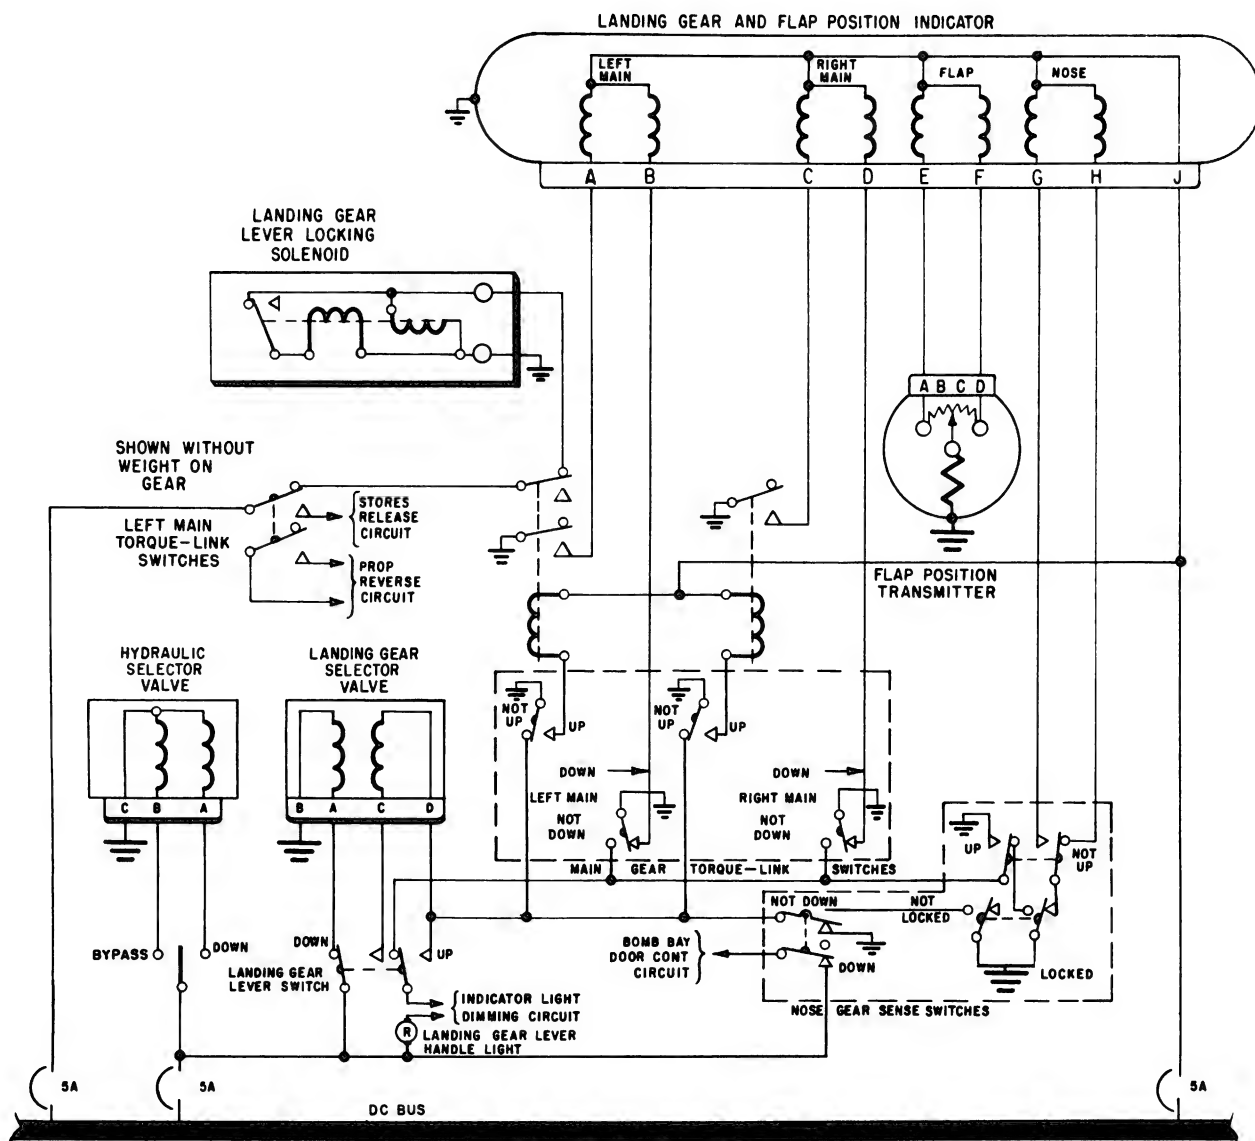 LANDING GEAR AND FLAP POSITION INDICATOR
LEFT
MAIN
RIGHT
MAIN
FLAP
NOSE
A B C D E F G H J
LANDING GEAR
LEVER LOCKING
SOLENOID
A B C D
SHOWN WITHOUT
WEIGHT ON
GEAR
LEFT MAIN
TORQUE-LINK
SWITCHES
STORES
RELEASE
CIRCUIT
PROP
REVERSE
CIRCUIT
FLAP POSITION
TRANSMITTER
HYDRAULIC
SELECTOR
VALVE
LANDING GEAR
SELECTOR
VALVE
C B A
B A C D
NOT
UP
UP
NOT
UP
UP
DOWN
DOWN
LEFT MAIN
NOT
DOWN
RIGHT MAIN
NOT
DOWN
MAIN GEAR TORQUE-LINK SWITCHES
UP
NOT
UP
NOT DOWN
NOT
LOCKED
BYPASS
DOWN
DOWN
UP
LANDING GEAR
LEVER SWITCH
BOMB BAY
DOOR CONT
CIRCUIT
DOWN
LOCKED
NOSE GEAR SENSE SWITCHES
INDICATOR LIGHT
DIMMING CIRCUIT
R
LANDING GEAR LEVER
HANDLE LIGHT
5A
5A
5A
DC BUS